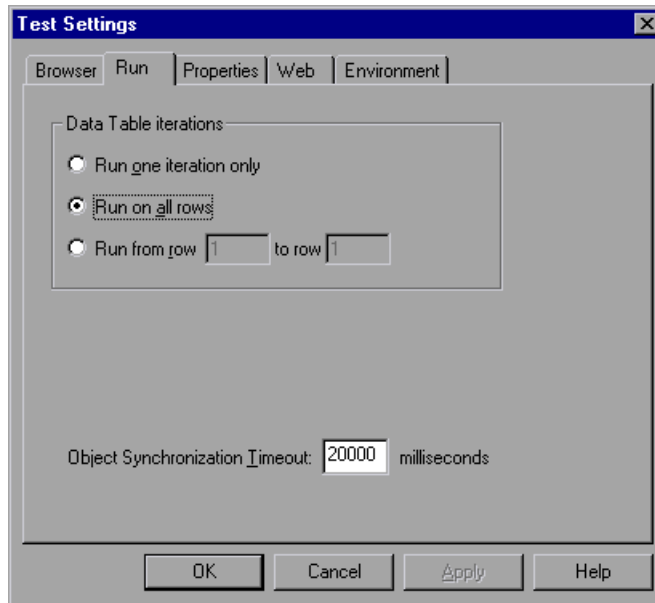 Test Settings
Browser Run Properties Web Environment
Data Table iterations
Run one iteration only
Run on all rows
Run from row 1 to row 1
Object Synchronization Timeout: 20000 milliseconds
OK Cancel Apply Help